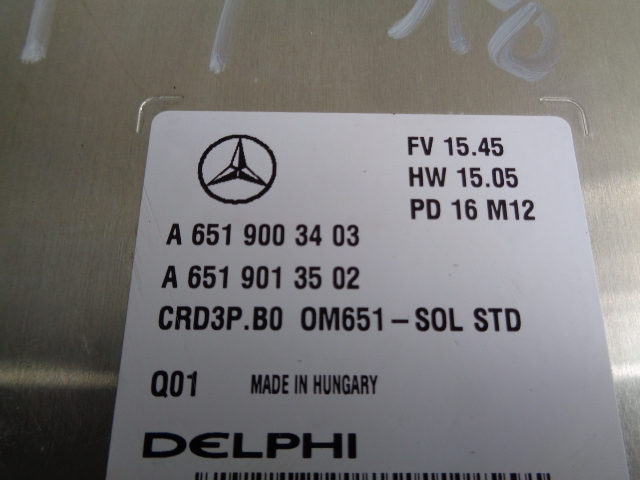 18
FV 15.45
HW 15.05
PD 16 M12
A 651 900 34 03
A 651 901 35 02
CRD3P.B0 OM651-SOL STD
Q01 MADE IN HUNGARY
DELPHI